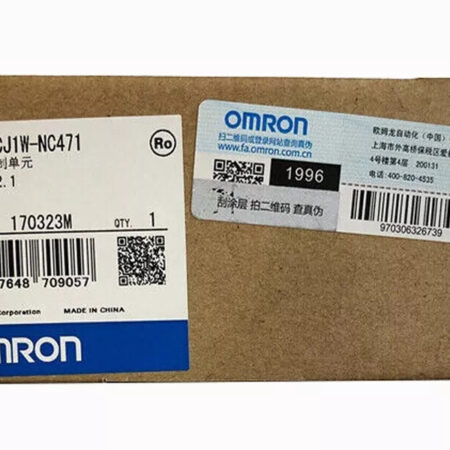 CJ1W-NC471
制单元
2.1
Ro
170323M
QTY. 1
7648 709057
Corporation
MADE IN CHINA
OMRON
OMRON
扫二维码或登录网站查询真伪
www.fa.omron.com.cn
1996
刮涂层 扫二维码 查真伪
欧姆龙自动化（中国）
上海市外高桥保税区
4号楼第4层 200131
电话:400-820-4535
970306326739